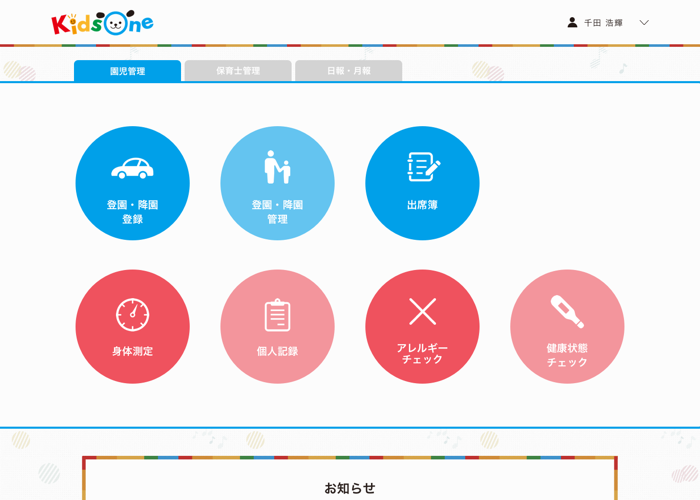 KidsOne
千田 浩輝
園児管理
保育士管理
日報・月報
登園・降園
登録
登園・降園
管理
出席簿
身体測定
個人記録
アレルギー
チェック
健康状態
チェック
お知らせ